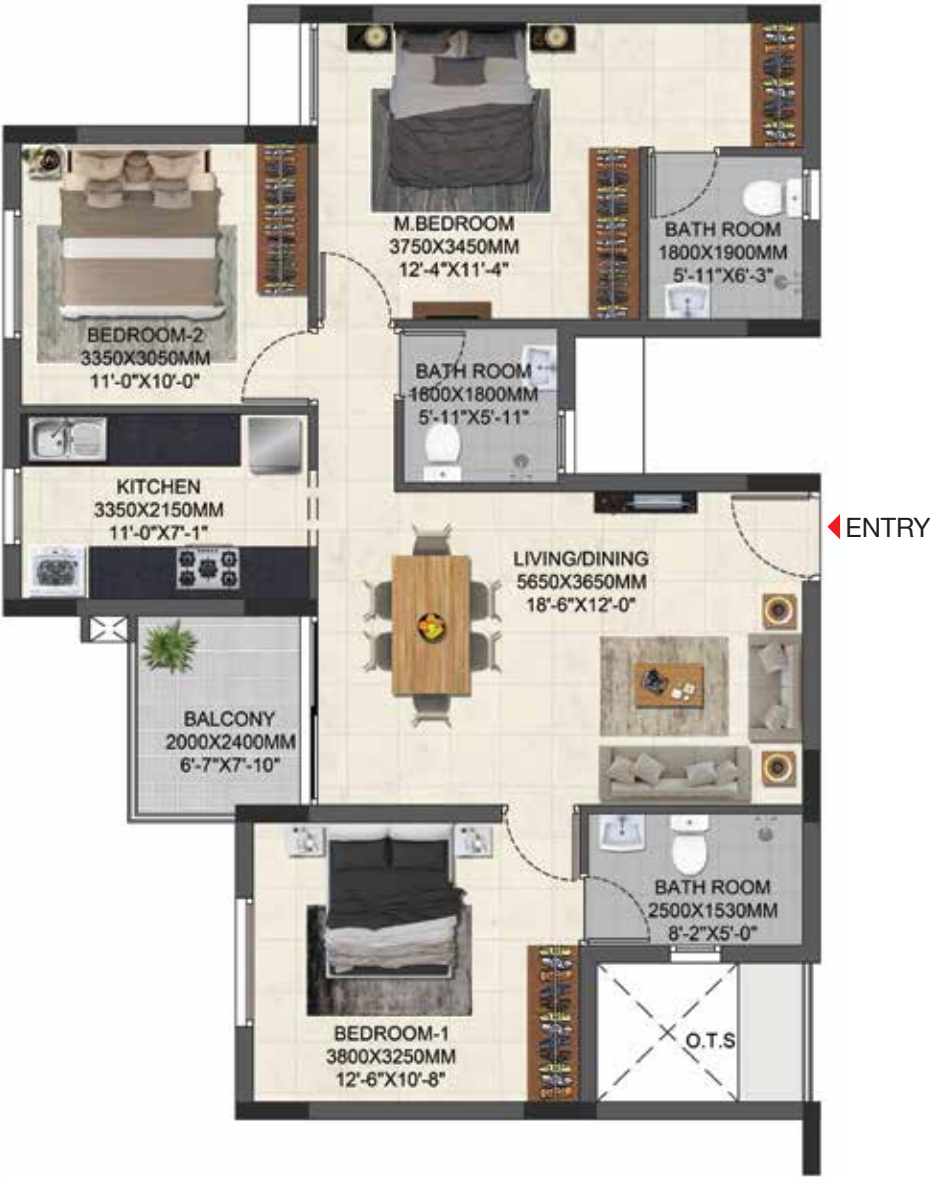 M.BEDROOM
3750X3450MM
12'-4"X11'-4"
BATH ROOM
1800X1900MM
5'-11"X6'-3"
BEDROOM-2
3350X3050MM
11'-0"X10'-0"
BATH ROOM
1800X1800MM
5'-11"X5'-11"
KITCHEN
3350X2150MM
11'-0"X7'-1"
ENTRY
LIVING/DINING
5650X3650MM
18'-6"X12'-0"
BALCONY
2000X2400MM
6'-7"X7'-10"
BATH ROOM
2500X1530MM
8'-2"X5'-0"
BEDROOM-1
3800X3250MM
12'-6"X10'-8"
O.T.S